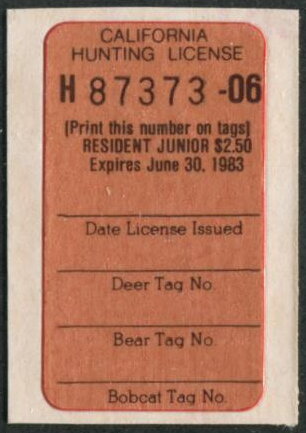 CALIFORNIA
HUNTING LICENSE
H 87373 -06
(Print this number on tags)
RESIDENT JUNIOR $2.50
Expires June 30, 1983
Date License Issued
Deer Tag No.
Bear Tag No.
Bobcat Tag No.